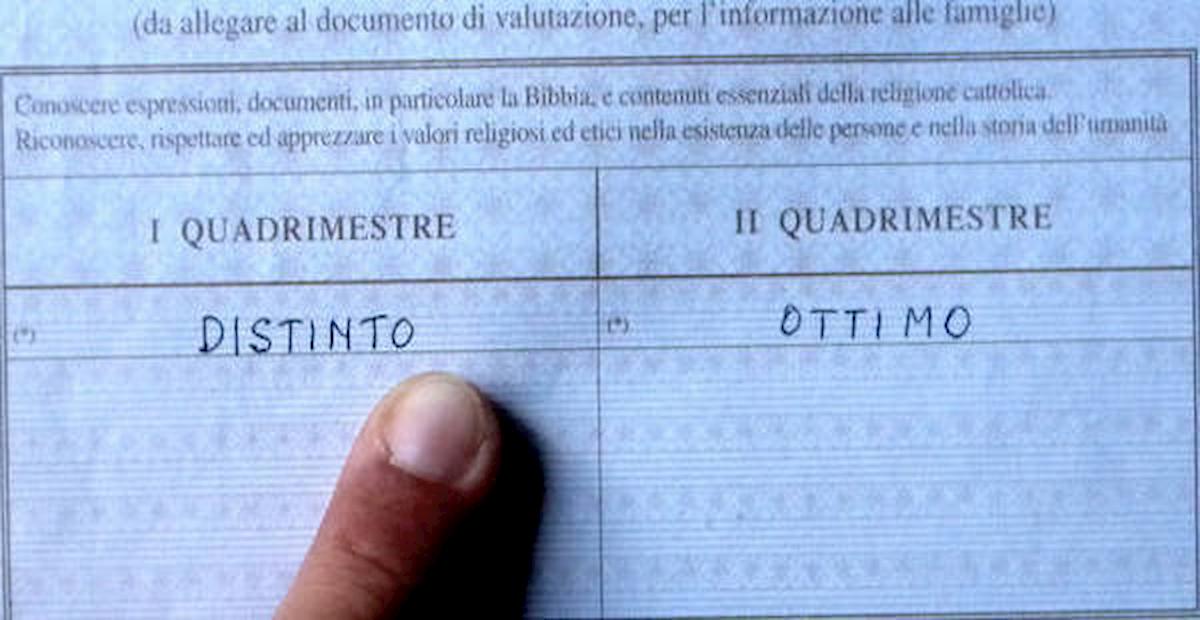 (da allegare al documento di valutazione, per l'informazione alle famiglie)
Conoscere espressioni, documenti, in particolare la Bibbia, e contenuti essenziali della religione cattolica.
Riconoscere, rispettare ed apprezzare i valori religiosi ed etici nella esistenza delle persone e nella storia dell'umanità
I QUADRIMESTRE
II QUADRIMESTRE
(*) DISTINTO
(*) OTTIMO